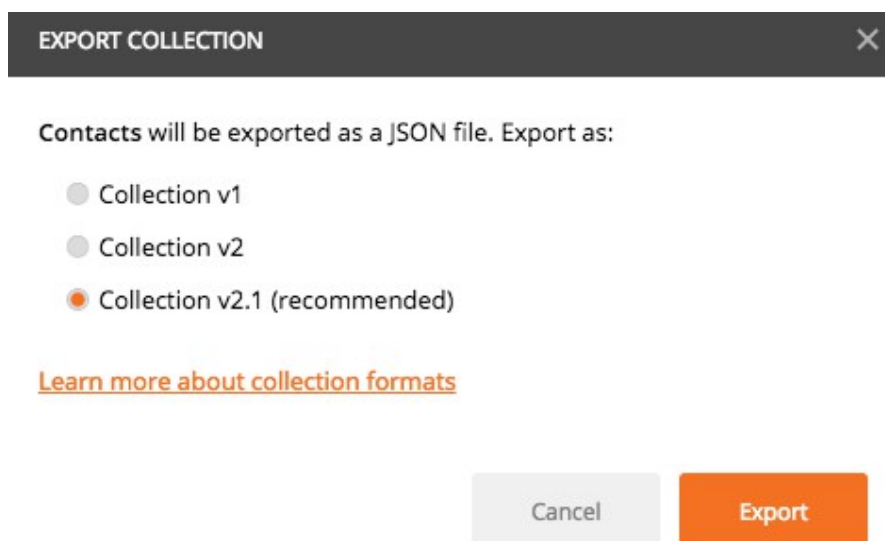 EXPORT COLLECTION
Contacts will be exported as a JSON file. Export as:
Collection v1
Collection v2
Collection v2.1 (recommended)
Learn more about collection formats
Cancel
Export